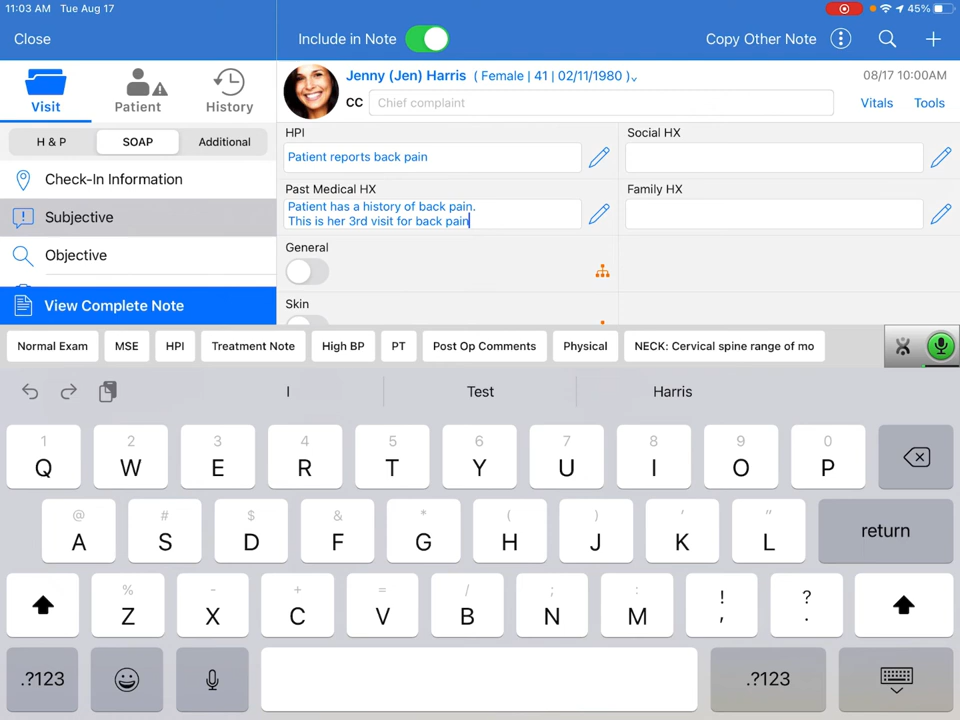 11:03 AM Tue Aug 17
45%
Close
Include in Note
Copy Other Note
Visit
Patient
History
Jenny (Jen) Harris ( Female | 41 | 02/11/1980 )
08/17 10:00AM
CC
Chief complaint
Vitals
Tools
H & P
SOAP
Additional
HPI
Social HX
Patient reports back pain
Check-In Information
Past Medical HX
Family HX
Patient has a history of back pain.
This is her 3rd visit for back pain
Subjective
General
Objective
Skin
View Complete Note
Normal Exam
MSE
HPI
Treatment Note
High BP
PT
Post Op Comments
Physical
NECK: Cervical spine range of mo
I
Test
Harris
1 2 3 4 5 6 7 8 9 0
Q W E R T Y U I O P
@ # $ & * ( ) ' "
A S D F G H J K L
return
% - + = / ; : ! ?
Z X C V B N M , .
.?123
.?123